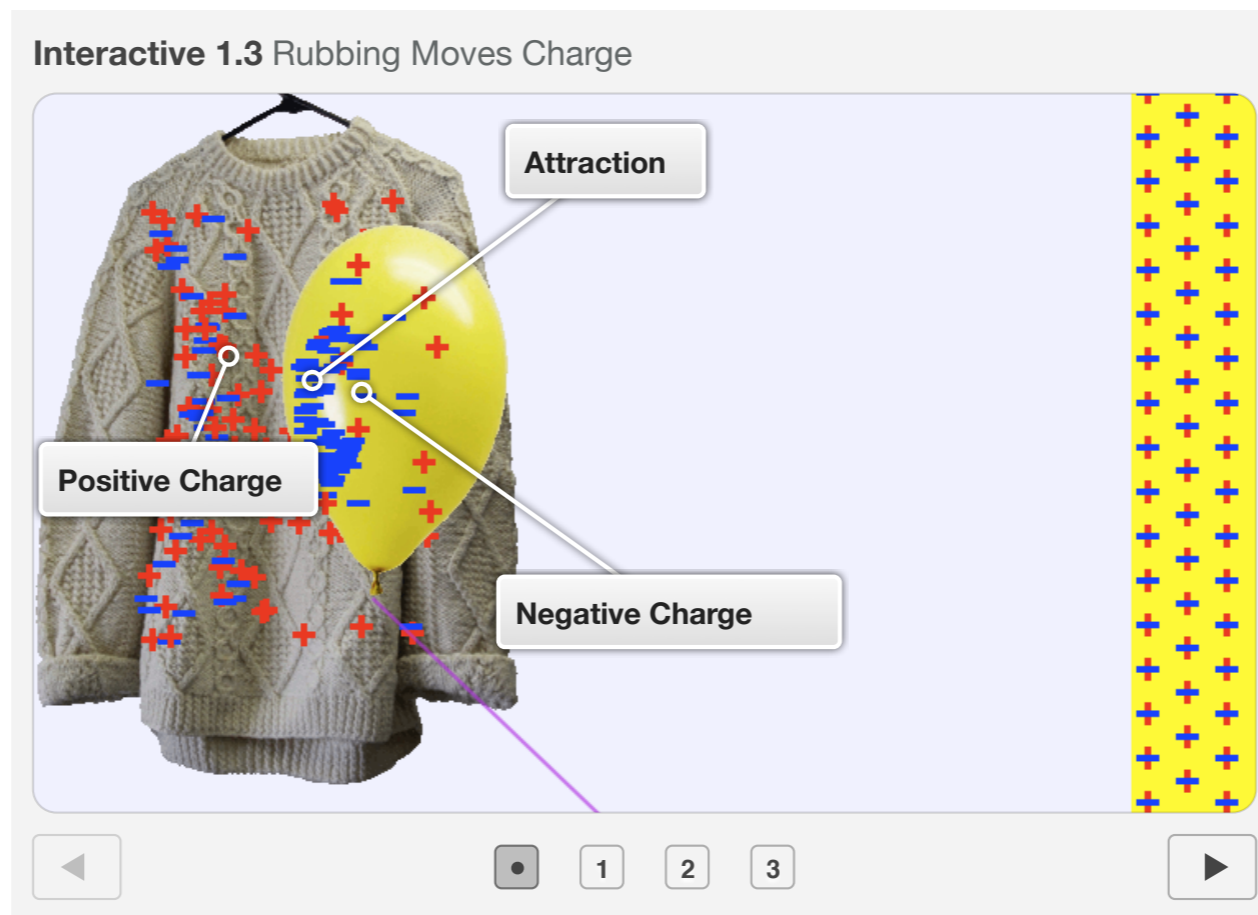 Interactive 1.3 Rubbing Moves Charge
Attraction
Positive Charge
Negative Charge
1
2
3